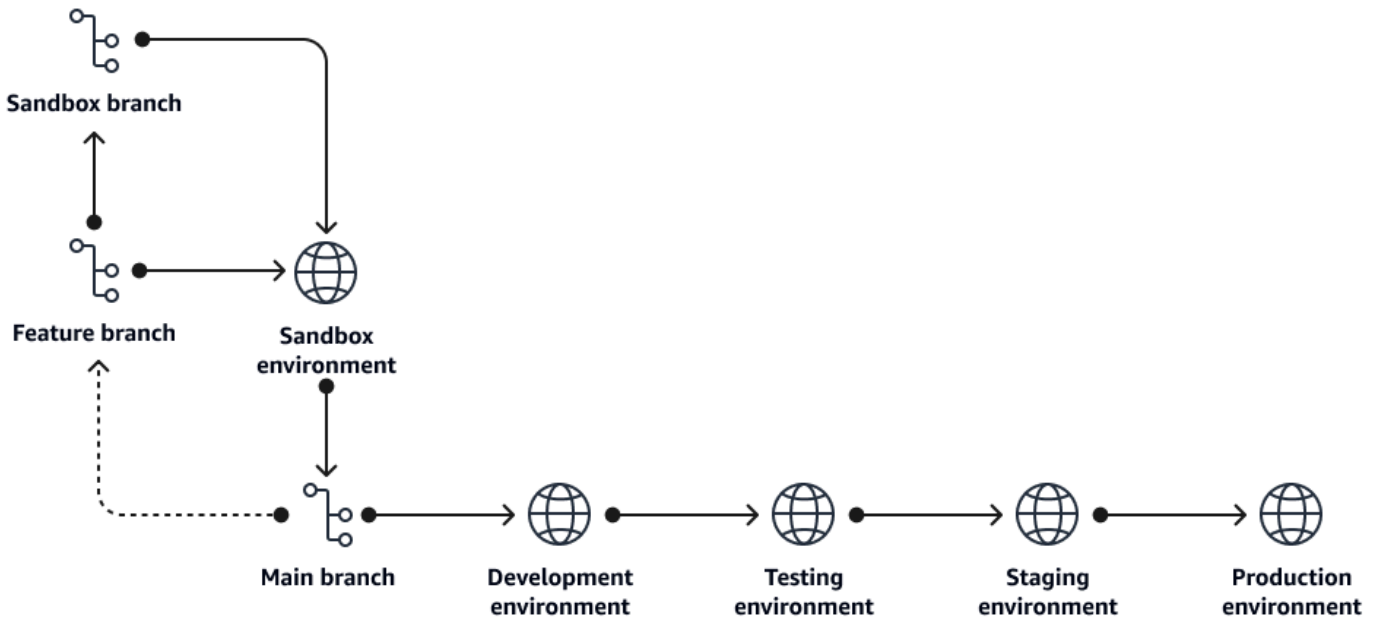 Sandbox branch
Feature branch
Sandbox
environment
Main branch
Development
environment
Testing
environment
Staging
environment
Production
environment